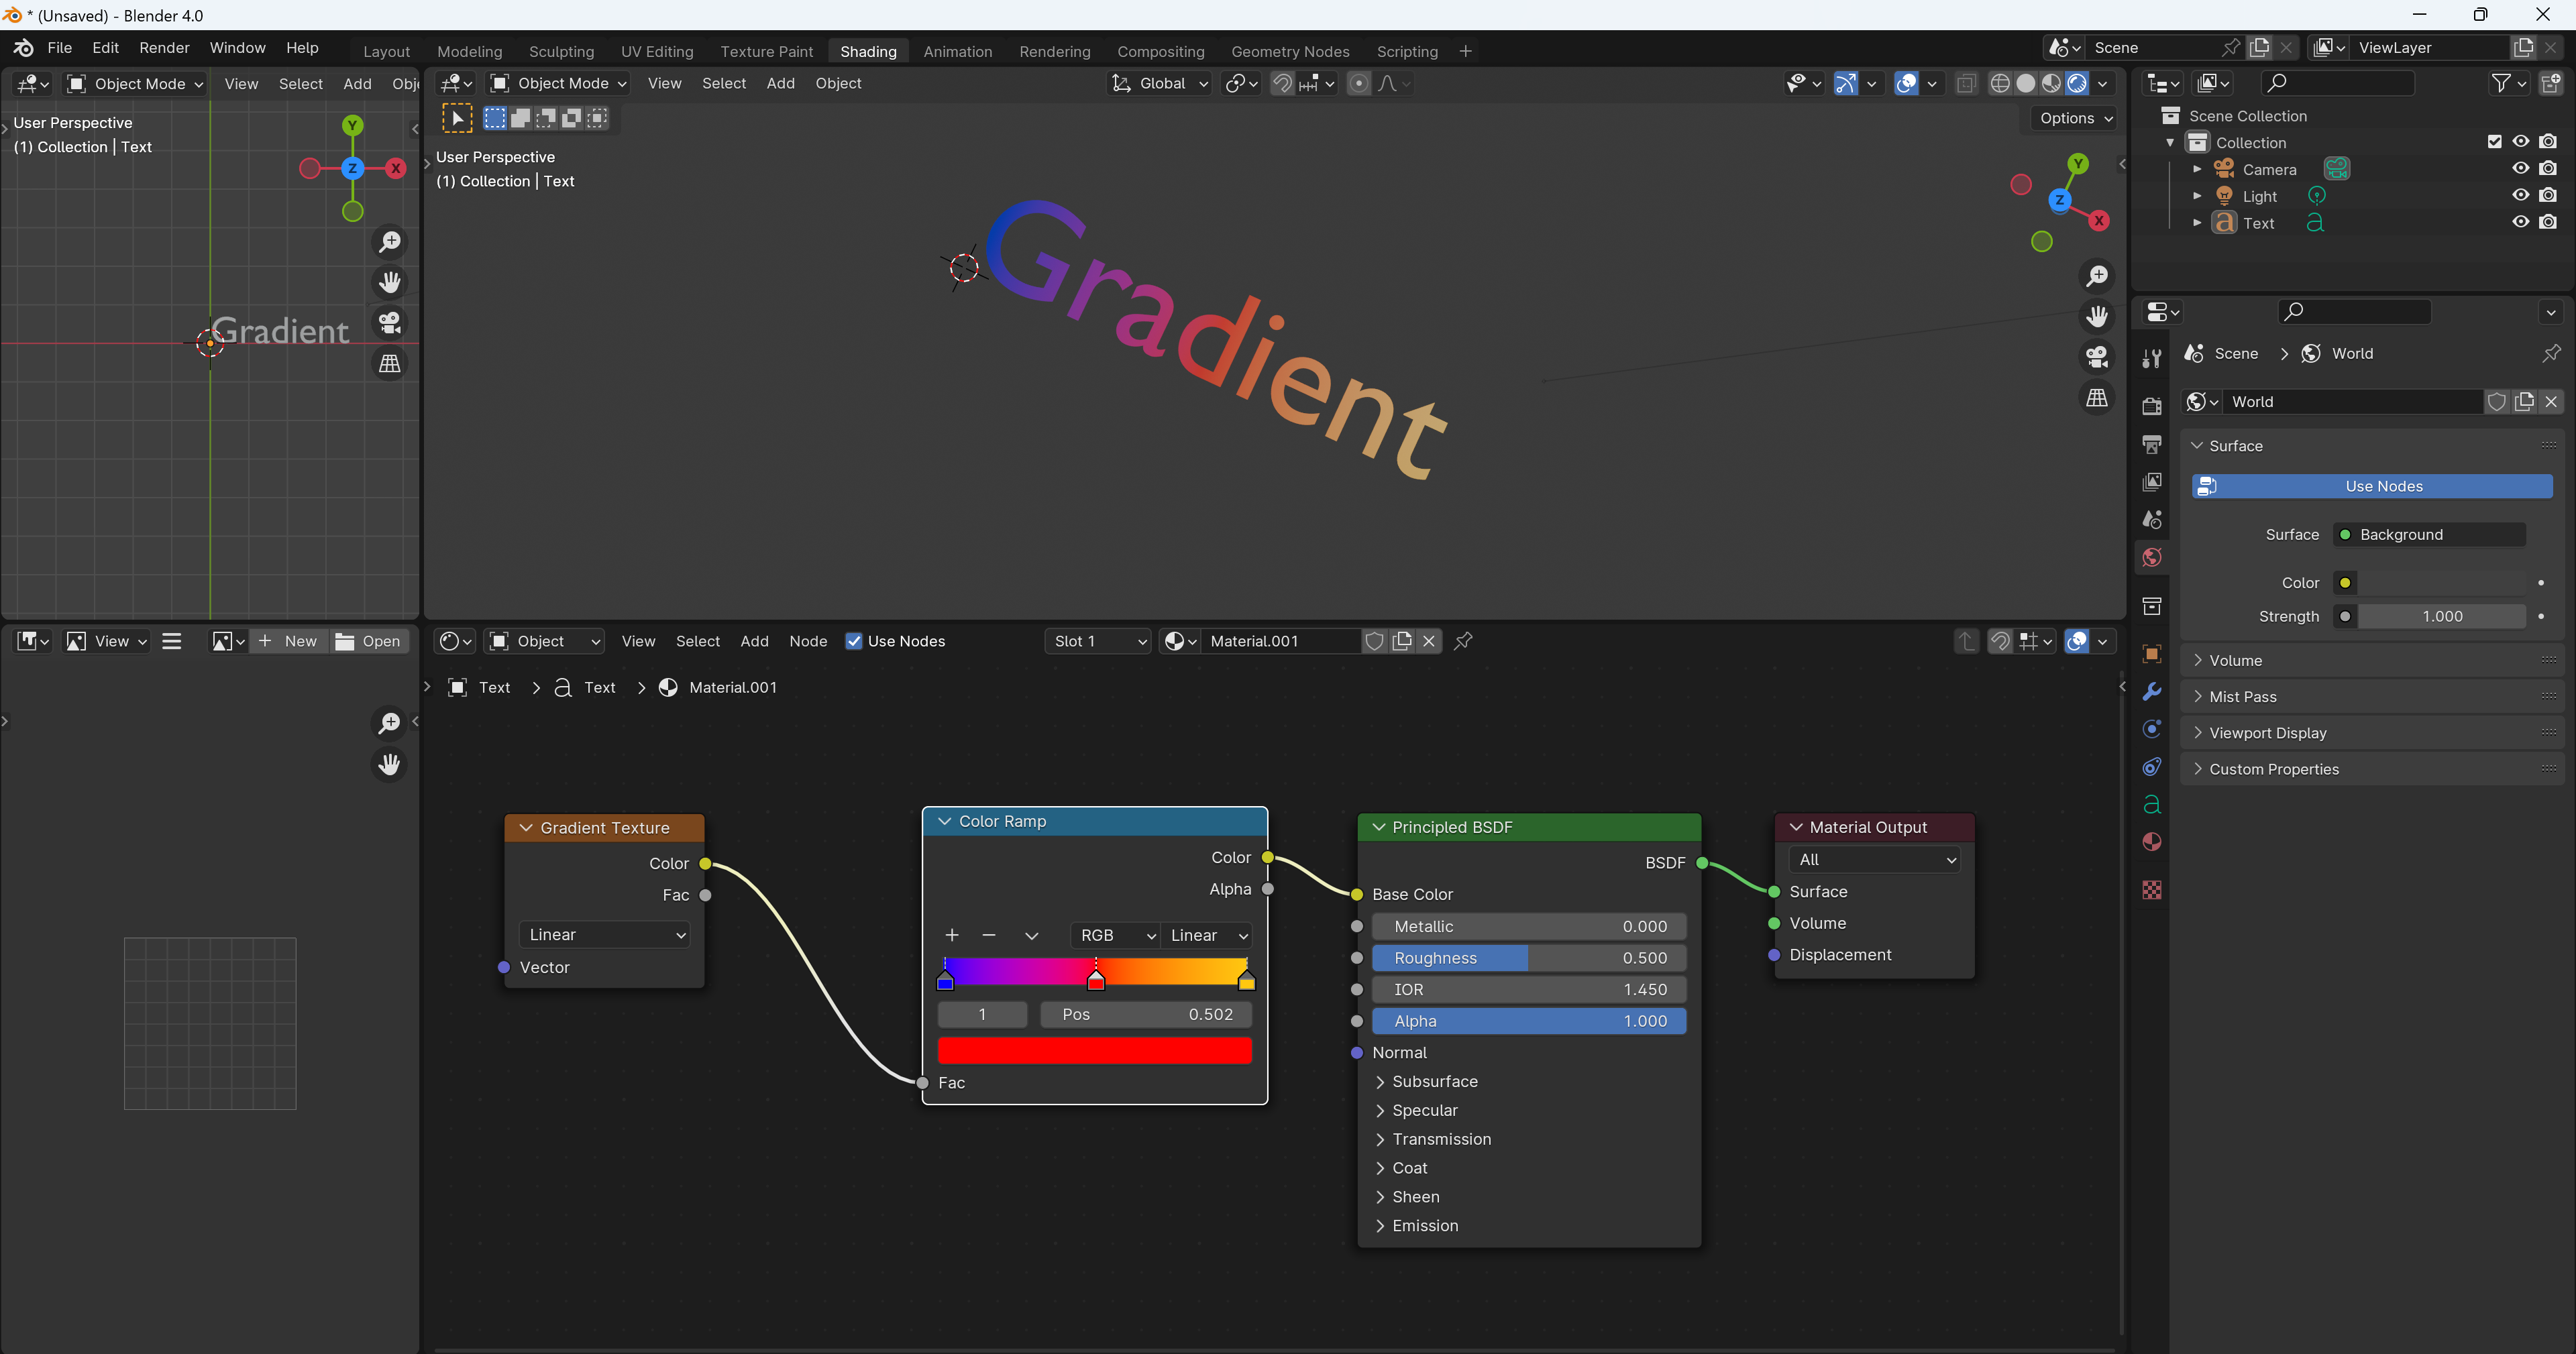 * (Unsaved) - Blender 4.0
File Edit Render Window Help Layout Modeling Sculpting UV Editing Texture Paint Shading Animation Rendering Compositing Geometry Nodes Scripting + Scene ViewLayer
Object Mode View Select Add Obj
User Perspective
(1) Collection | Text
Y
Z
X
Gradient
Object Mode View Select Add Object Global
Options
User Perspective
(1) Collection | Text
Y
Z
X
Gradient
Scene Collection
Collection
Camera
Light
Text
Scene > World
World
Surface
Use Nodes
Surface Background
Color
Strength 1.000
Volume
Mist Pass
Viewport Display
Custom Properties
View + New Open
Object View Select Add Node Use Nodes Slot 1 Material.001
Text > Text > Material.001
Gradient Texture
Color
Fac
Linear
Vector
Color Ramp
Color
Alpha
RGB Linear
1 Pos 0.502
Fac
Principled BSDF
BSDF
Base Color
Metallic 0.000
Roughness 0.500
IOR 1.450
Alpha 1.000
Normal
Subsurface
Specular
Transmission
Coat
Sheen
Emission
Material Output
All
Surface
Volume
Displacement